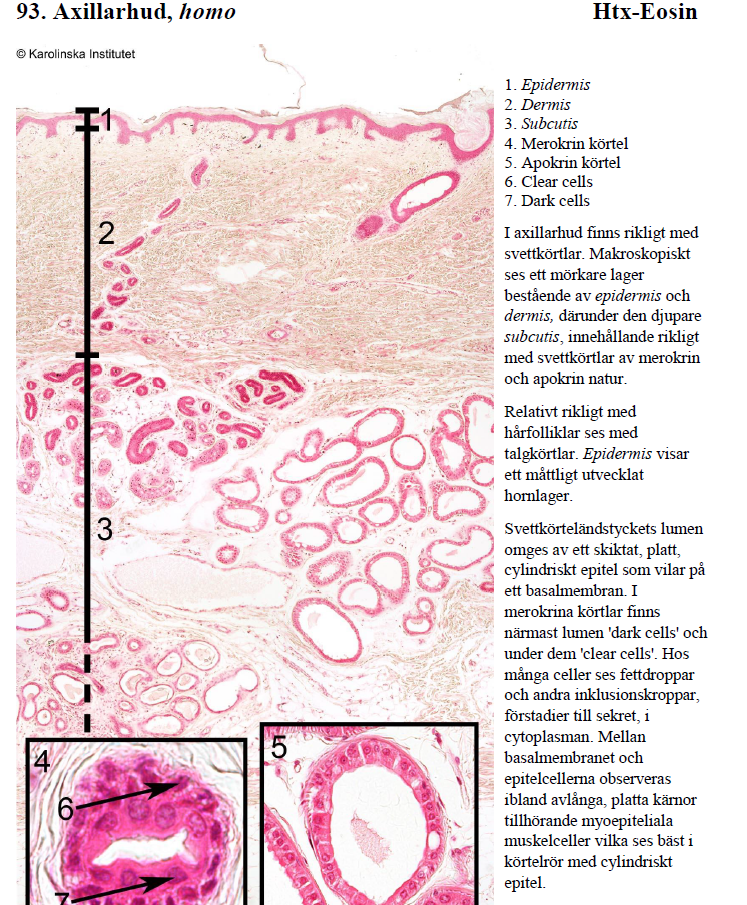 93. Axillarhud, homo
Htx-Eosin
© Karolinska Institutet
1
2
3
4
5
6
7
1. Epidermis
2. Dermis
3. Subcutis
4. Merokrin körtel
5. Apokrin körtel
6. Clear cells
7. Dark cells
I axillarhud finns rikligt med
svettkörtlar. Makroskopiskt
ses ett mörkare lager
bestående av epidermis och
dermis, därunder den djupare
subcutis, innehållande rikligt
med svettkörtlar av merokrin
och apokrin natur.
Relativt rikligt med
hårfolliklar ses med
talgkörtlar. Epidermis visar
ett måttligt utvecklat
hornlager.
Svettkörteländstyckets lumen
omges av ett skiktat, platt,
cylindriskt epitel som vilar på
ett basalmembran. I
merokrina körtlar finns
närmast lumen 'dark cells' och
under dem 'clear cells'. Hos
många celler ses fettdroppar
och andra inklusionskroppar,
förstadier till sekret, i
cytoplasman. Mellan
basalmembranet och
epitelcellerna observeras
ibland avlånga, platta kärnor
tillhörande myoepiteliala
muskelceller vilka ses bäst i
körtelrör med cylindriskt
epitel.